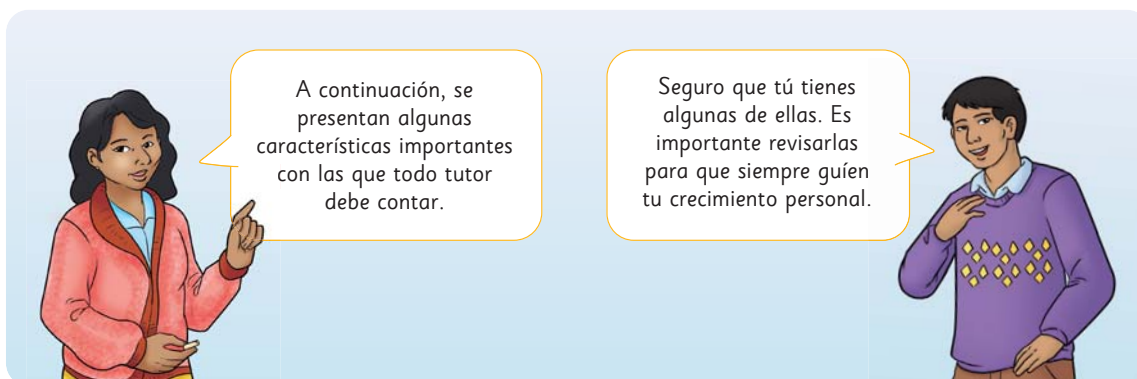 A continuación, se
presentan algunas
características importantes
con las que todo tutor
debe contar.
Seguro que tú tienes
algunas de ellas. Es
importante revisarlas
para que siempre guíen
tu crecimiento personal.